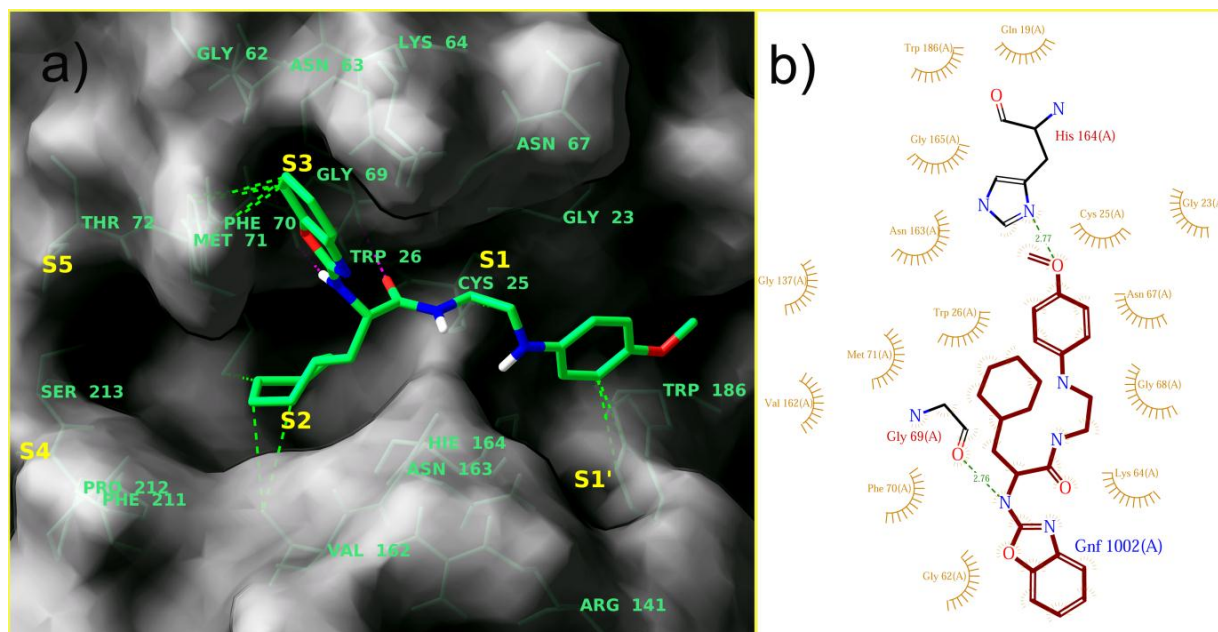 a)
GLY 62
LYS 64
ASN 63
ASN 67
S3
GLY 69
THR 72
PHE 70
GLY 23
MET 71
S5
TRP 26
S1
CYS 25
SER 213
TRP 186
S2
S4
HIE 164
ASN 163
S1'
PRO 212
PHE 211
VAL 162
ARG 141
b)
Gln 19(A)
Trp 186(A)
O
N
His 164(A)
Gly 165(A)
N
N
Cys 25(A)
Asn 163(A)
2.77
O
Gly 137(A)
Asn 67(A)
Trp 26(A)
Met 71(A)
N
Gly 68(A)
Val 162(A)
N
Gly 69(A)
N
O
O
Lys 64(A)
2.76
Phe 70(A)
N
N
O
Gnf 1002(A)
Gly 62(A)